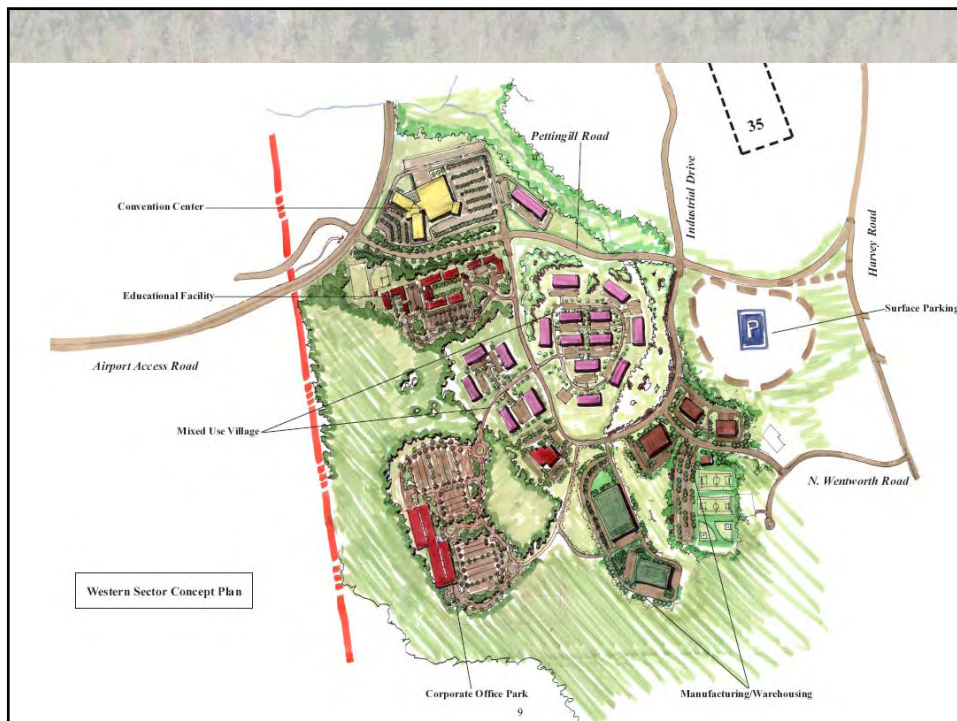 35
Pettingill Road
Industrial Drive
Harvey Road
Convention Center
Educational Facility
Surface Parking
P
Airport Access Road
Mixed Use Village
N. Wentworth Road
Western Sector Concept Plan
Corporate Office Park
Manufacturing/Warehousing
9